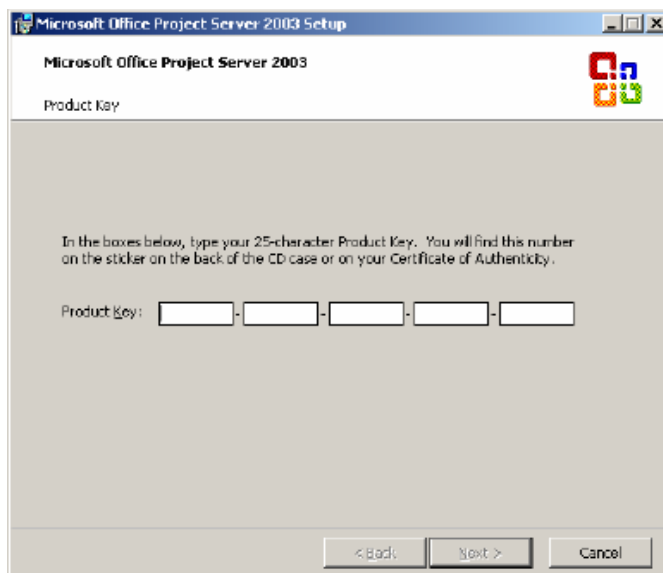 Microsoft Office Project Server 2003 Setup
Microsoft Office Project Server 2003
Product Key
In the boxes below, type your 25-character Product Key. You will find this number
on the sticker on the back of the CD case or on your Certificate of Authenticity.
Product Key: - - - -
< Back Next > Cancel